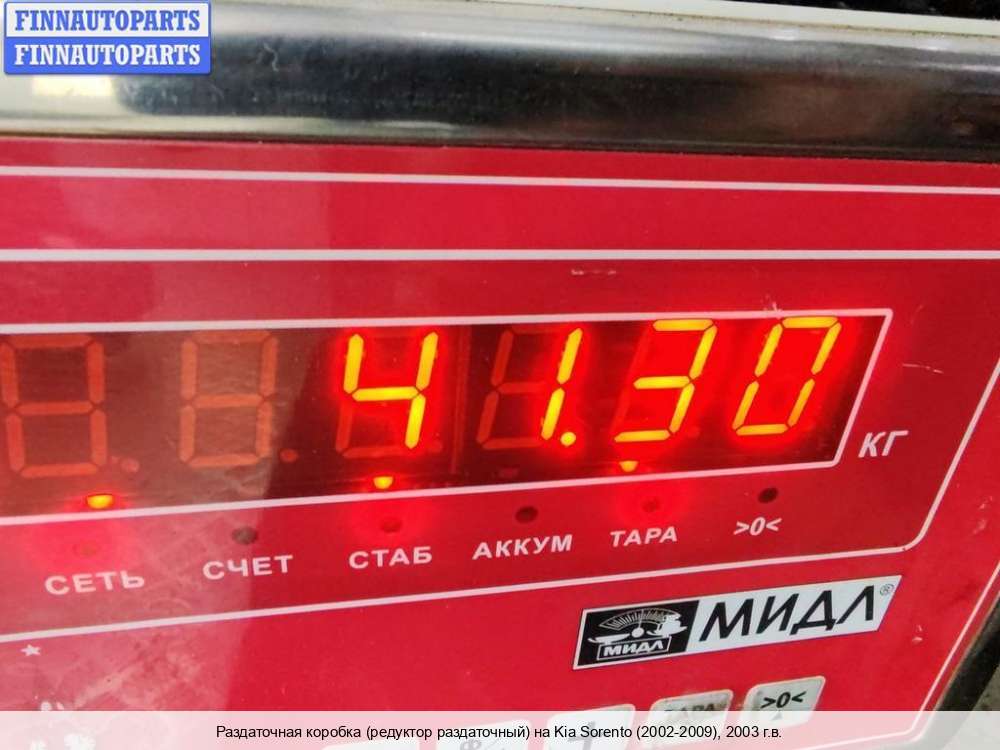 FINNAUTOPARTS
FINNAUTOPARTS
41.30
КГ
СЕТЬ СЧЕТ СТАБ АККУМ ТАРА >0<
МИДЛ МИДЛ®
ТАРА >0<
Раздаточная коробка (редуктор раздаточный) на Kia Sorento (2002-2009), 2003 г.в.